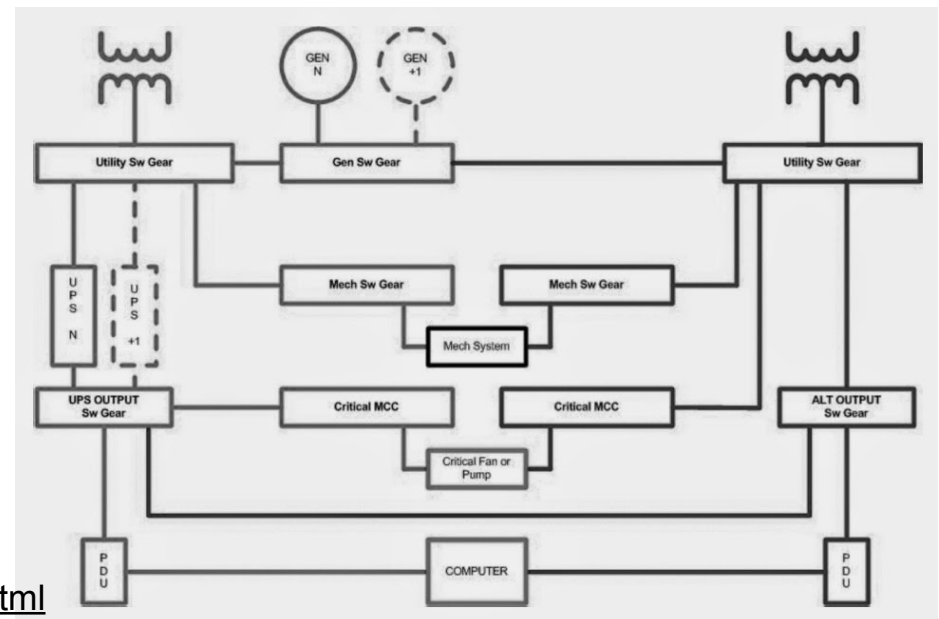 GEN
N
GEN
+1
Utility Sw Gear
Gen Sw Gear
Utility Sw Gear
U
P
S
N
U
P
S
+1
Mech Sw Gear
Mech Sw Gear
Mech System
UPS OUTPUT
Sw Gear
Critical MCC
Critical MCC
ALT OUTPUT
Sw Gear
Critical Fan or
Pump
P
D
U
COMPUTER
P
D
U
tml